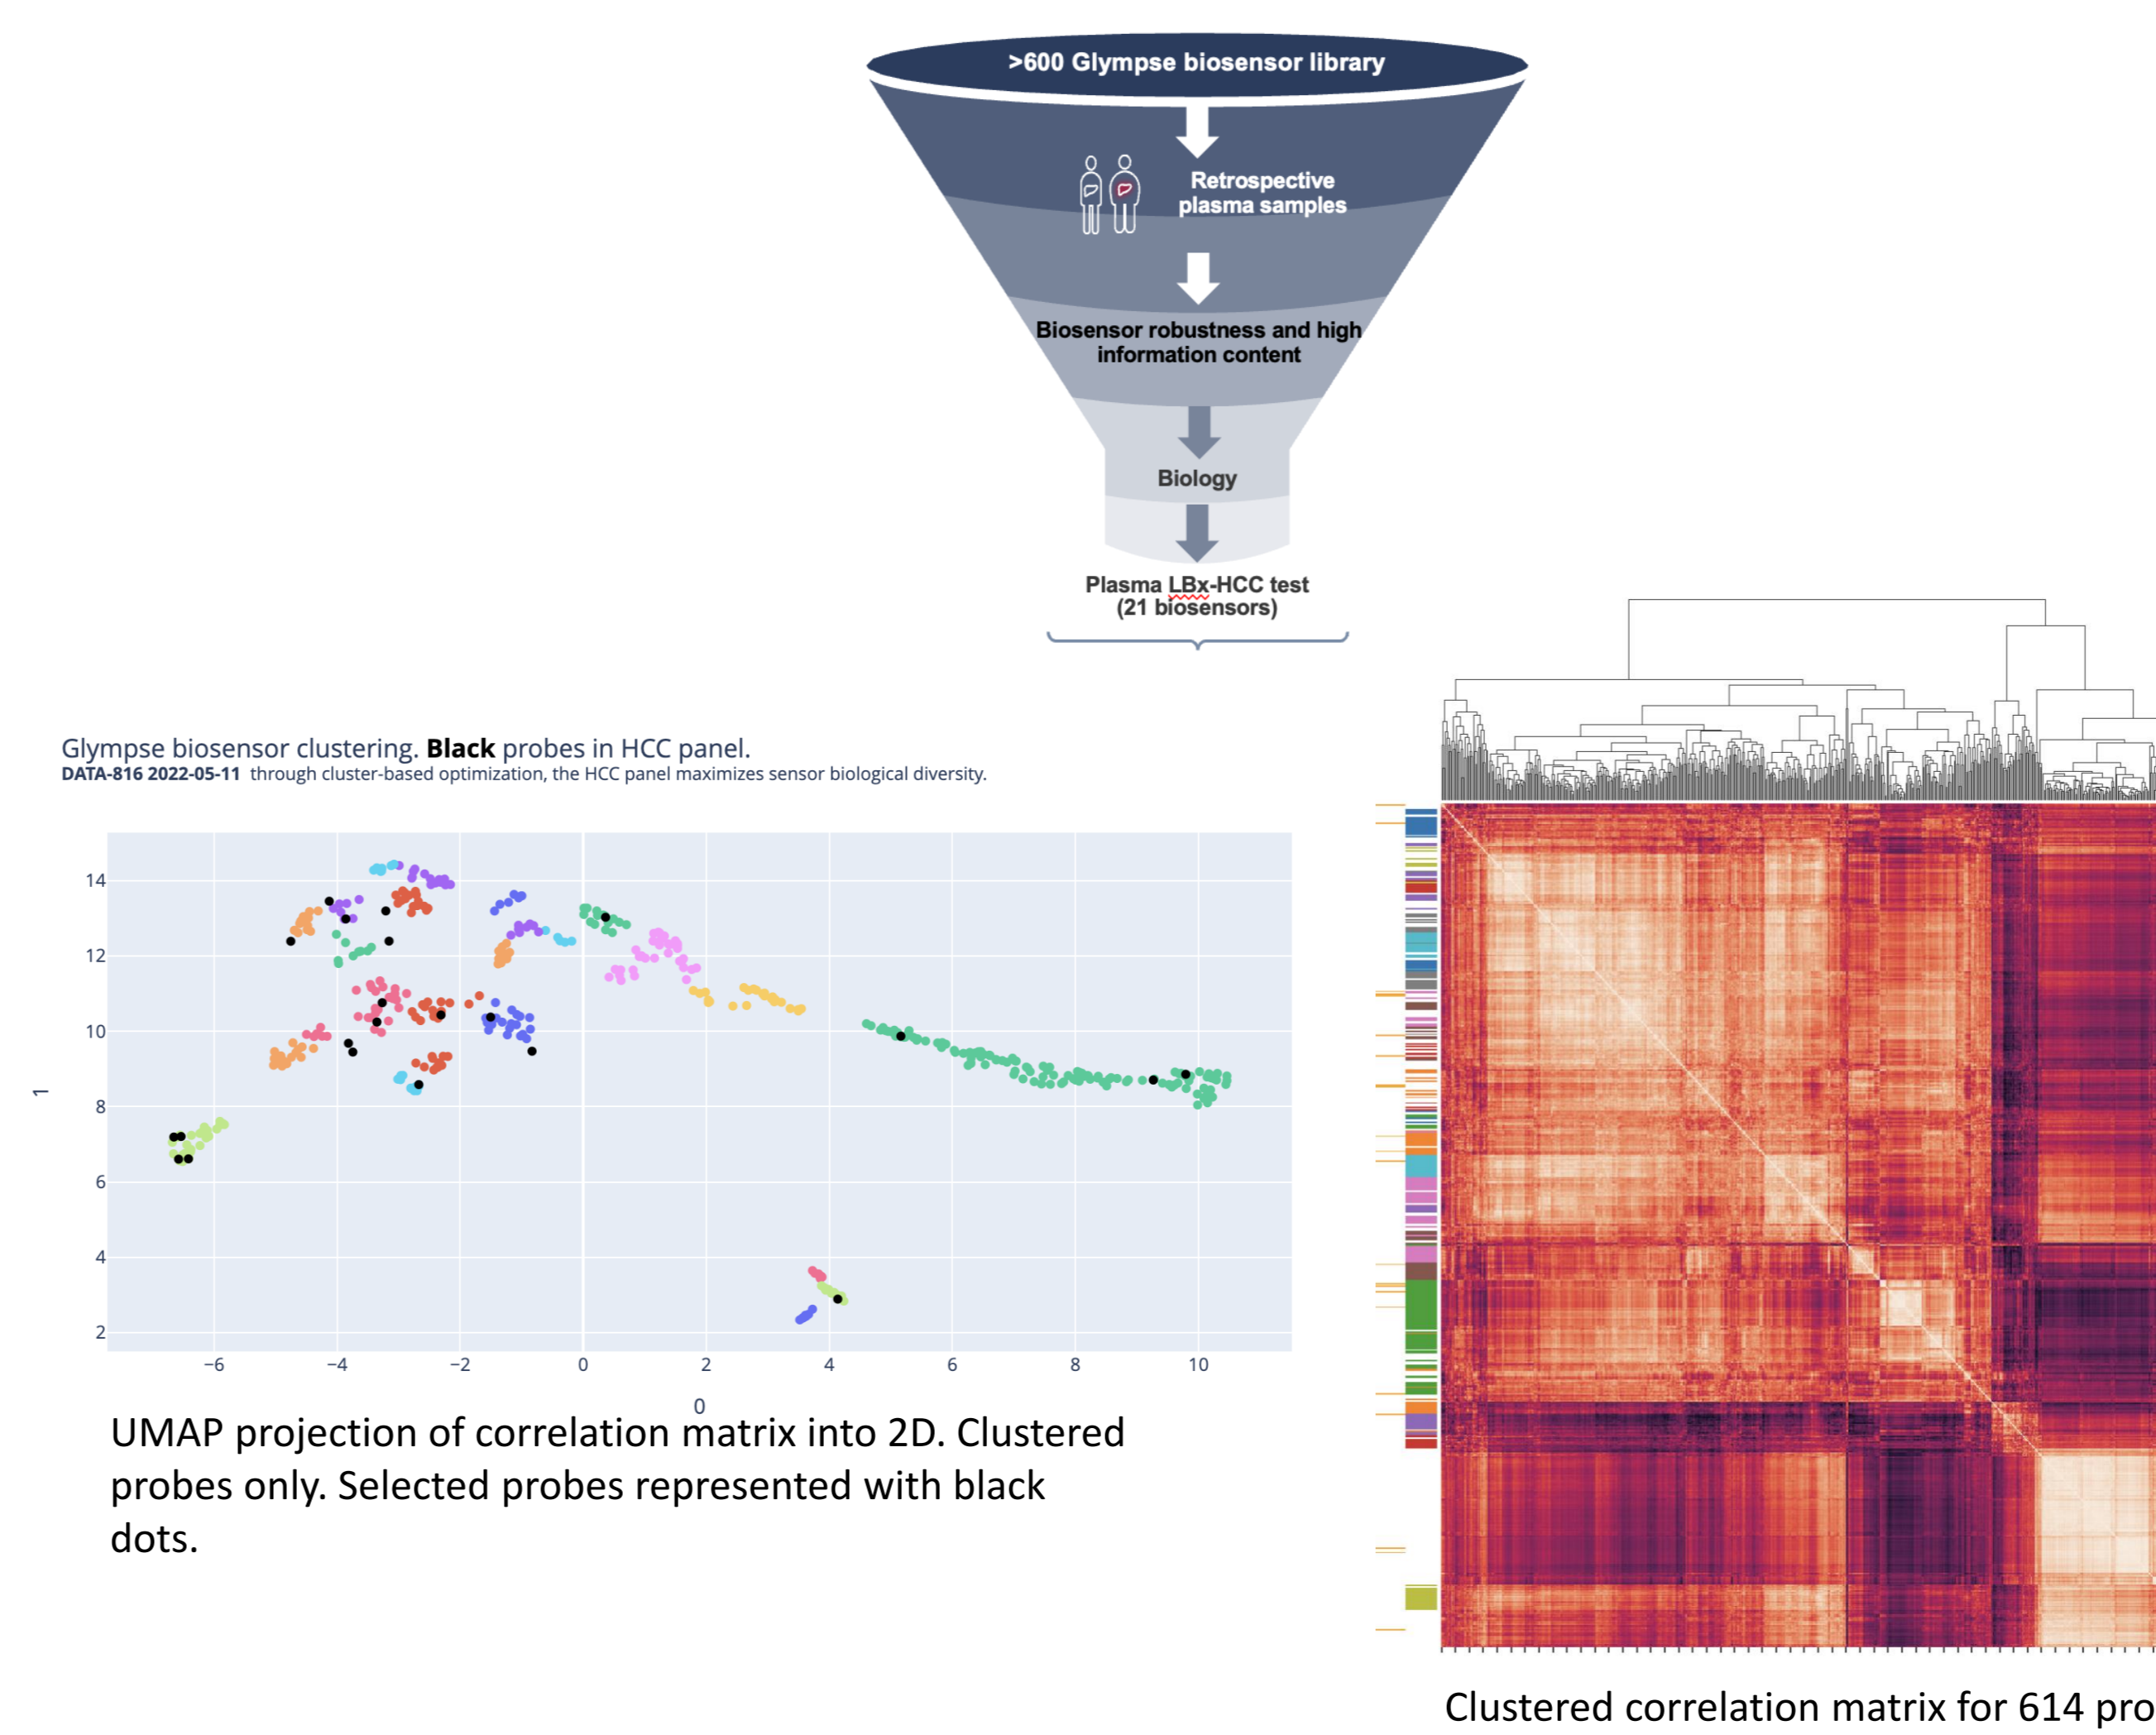 >600 Glympse biosensor library
Retrospective
plasma samples
Biosensor robustness and high
information content
Biology
Plasma LBx-HCC test
(21 biosensors)
Glympse biosensor clustering. Black probes in HCC panel.
DATA-816 2022-05-11 through cluster-based optimization, the HCC panel maximizes sensor biological diversity.
14
12
10
8
6
4
2
1
−6 −4 −2 0 2 4 6 8 10
0
UMAP projection of correlation matrix into 2D. Clustered
probes only. Selected probes represented with black
dots.
Clustered correlation matrix for 614 pro